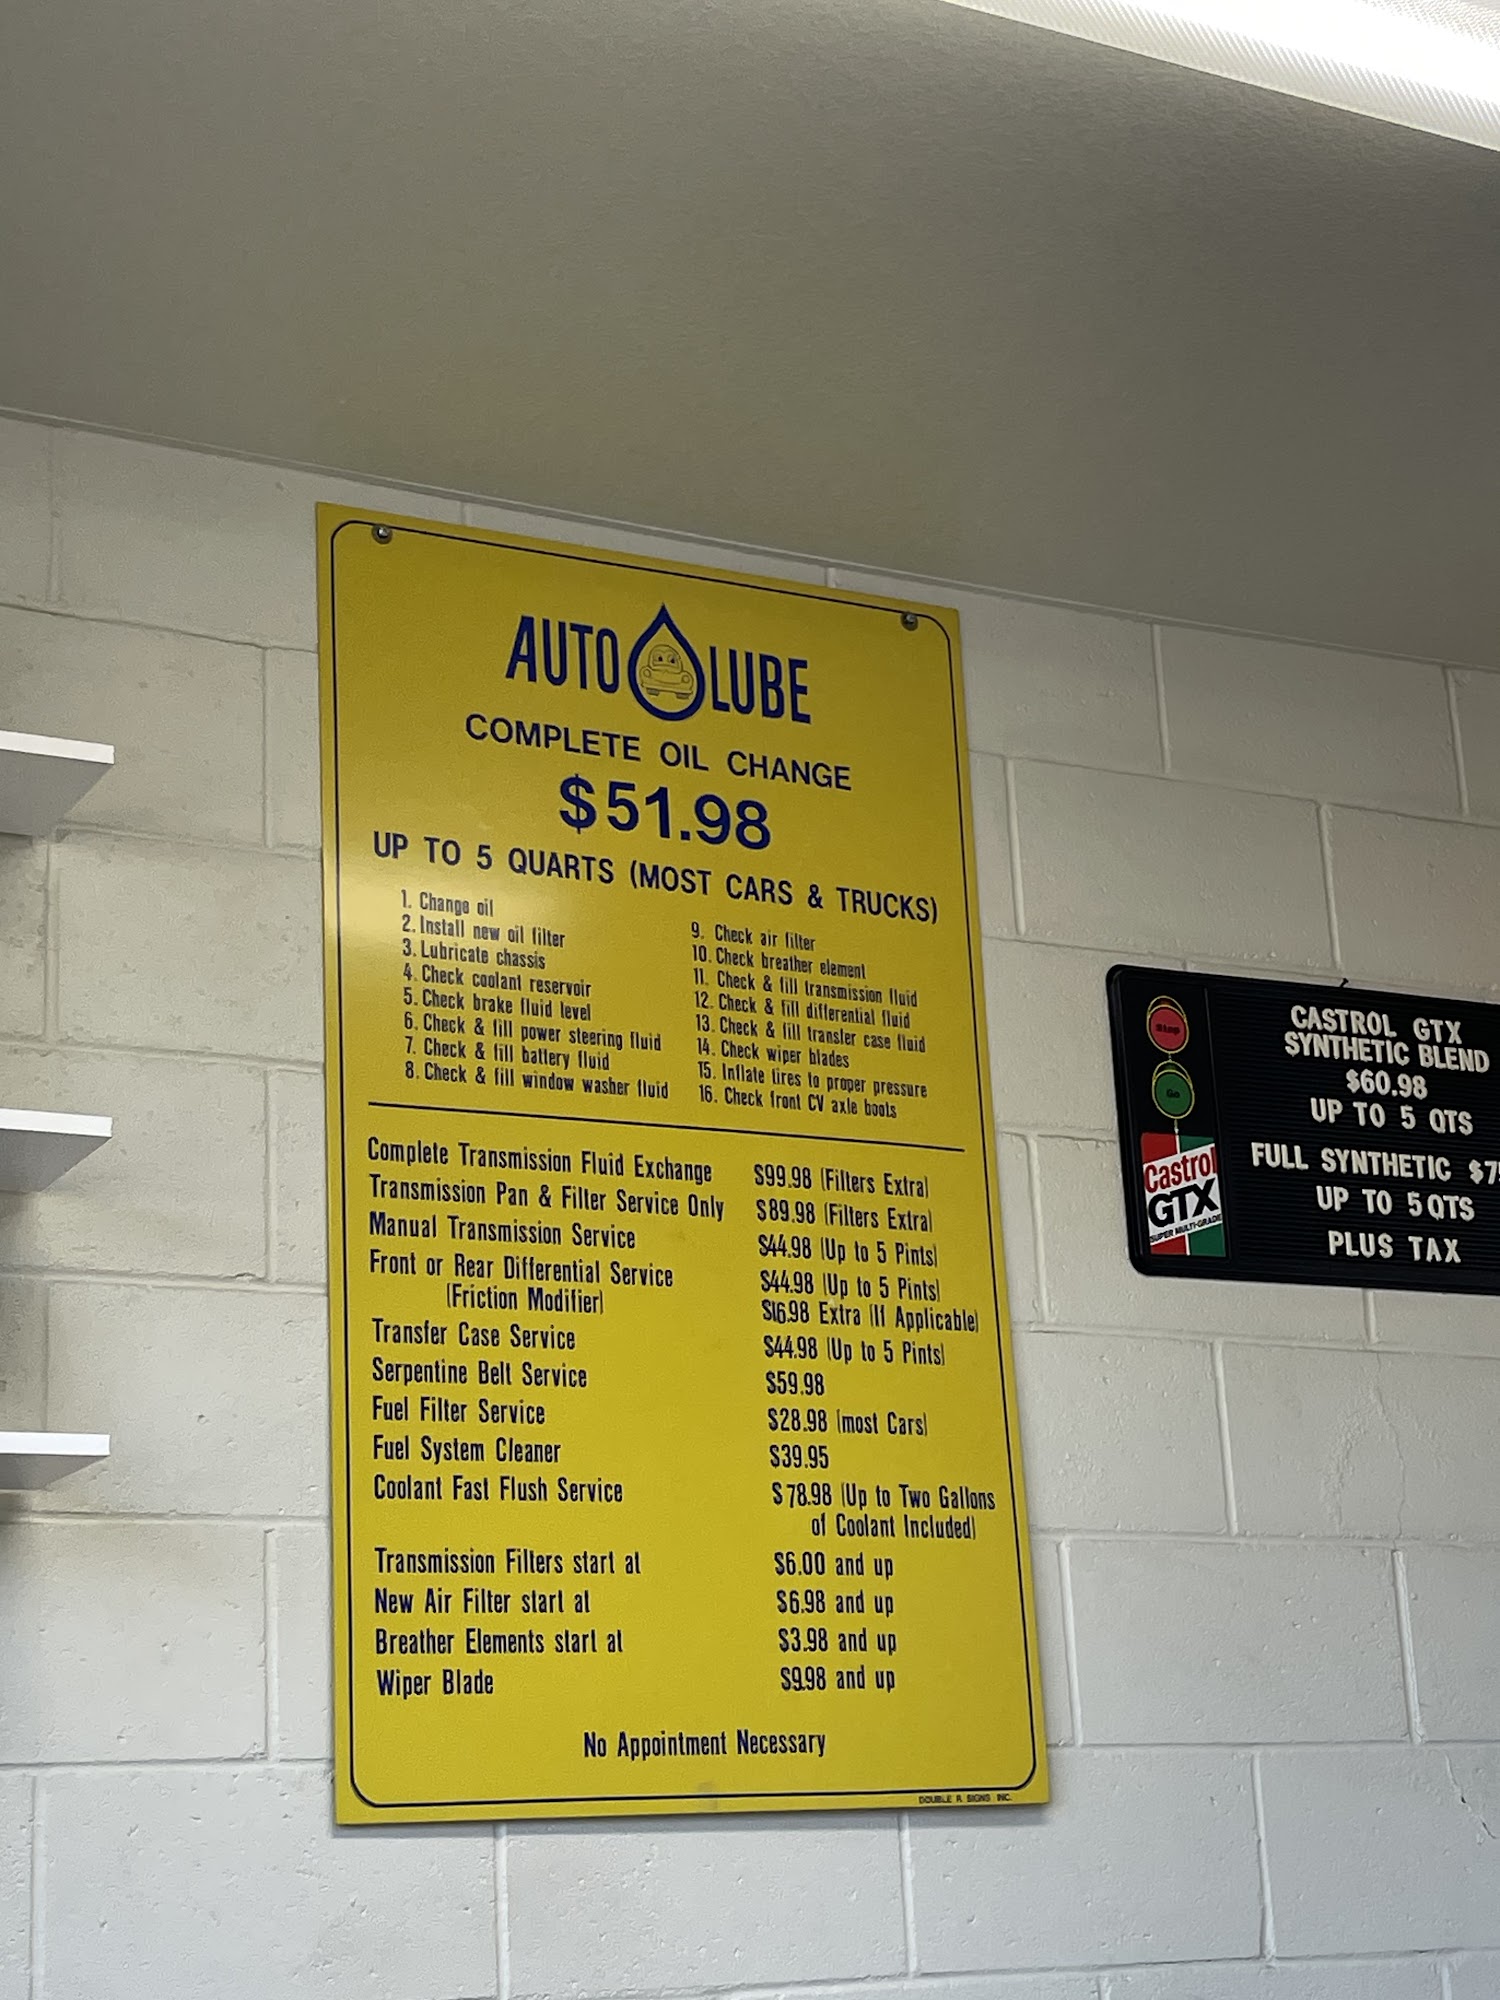 AUTO LUBE
COMPLETE OIL CHANGE
$51.98
UP TO 5 QUARTS (MOST CARS & TRUCKS)
1. Change oil
2. Install new oil filter
3. Lubricate chassis
4. Check coolant reservoir
5. Check brake fluid level
6. Check & fill power steering fluid
7. Check & fill battery fluid
8. Check & fill window washer fluid
9. Check air filter
10. Check breather element
11. Check & fill transmission fluid
12. Check & fill differential fluid
13. Check & fill transfer case fluid
14. Check wiper blades
15. Inflate tires to proper pressure
16. Check front CV axle boots
Complete Transmission Fluid Exchange $99.98 (Filters Extra)
Transmission Pan & Filter Service Only $89.98 (Filters Extra)
Manual Transmission Service $44.98 (Up to 5 Pints)
Front or Rear Differential Service $44.98 (Up to 5 Pints)
(Friction Modifier) $16.98 Extra (If Applicable)
Transfer Case Service $44.98 (Up to 5 Pints)
Serpentine Belt Service $59.98
Fuel Filter Service $28.98 (most Cars)
Fuel System Cleaner $39.95
Coolant Fast Flush Service $78.98 (Up to Two Gallons
of Coolant Included)
Transmission Filters start at $6.00 and up
New Air Filter start at $6.98 and up
Breather Elements start at $3.98 and up
Wiper Blade $9.98 and up
No Appointment Necessary
DOUBLE R SIGNS INC.
Stop
Go
Castrol
GTX
SUPER MULTI-GRADE
CASTROL GTX
SYNTHETIC BLEND
$60.98
UP TO 5 QTS
FULL SYNTHETIC
UP TO 5 QTS
PLUS TAX